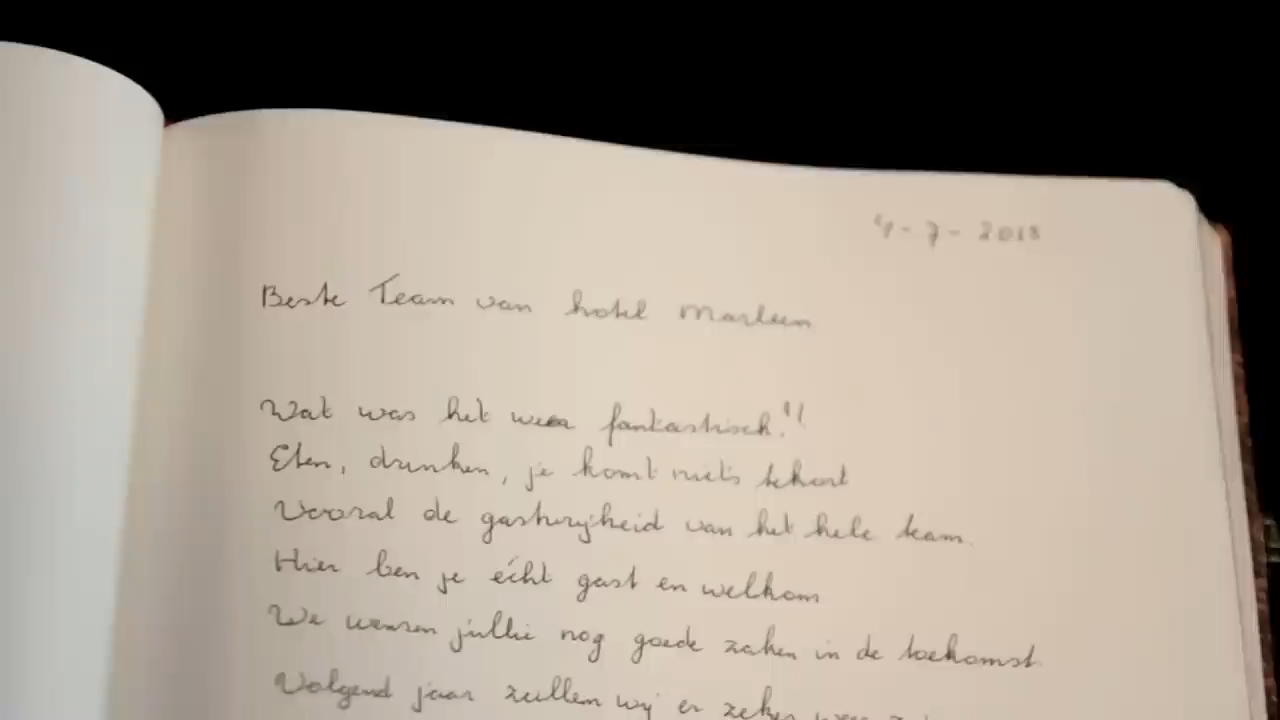 4-7-2018
Beste Team van hotel Marleen
Wat was het weer fantastisch!!
Eten, drinken, je komt niets tekort
Vooral de gastvrijheid van het hele team.
Hier ben je écht gast en welkom
We wensen jullie nog goede zaken in de toekomst.
Volgend jaar zullen wij er zeker weer